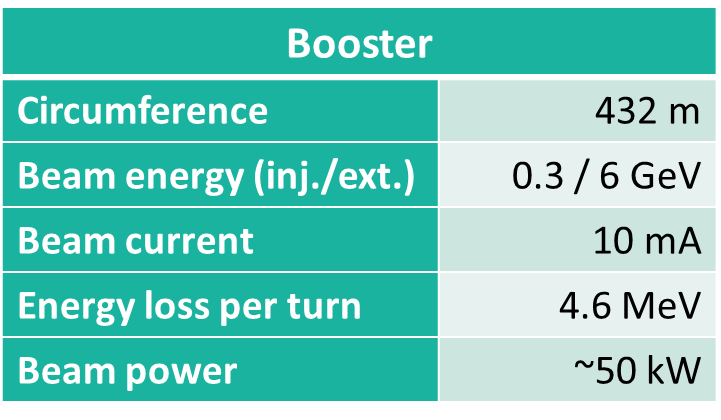 Booster
Circumference 432 m
Beam energy (inj./ext.) 0.3 / 6 GeV
Beam current 10 mA
Energy loss per turn 4.6 MeV
Beam power ~50 kW